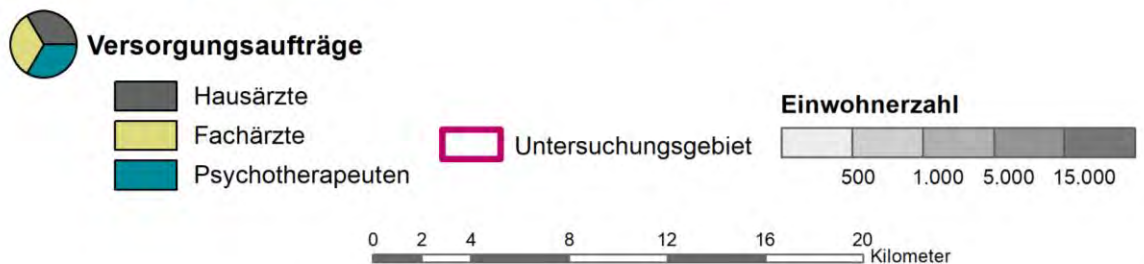 Versorgungsaufträge
Hausärzte
Fachärzte
Psychotherapeuten
Untersuchungsgebiet
Einwohnerzahl
500 1.000 5.000 15.000
0 2 4 8 12 16 20
Kilometer